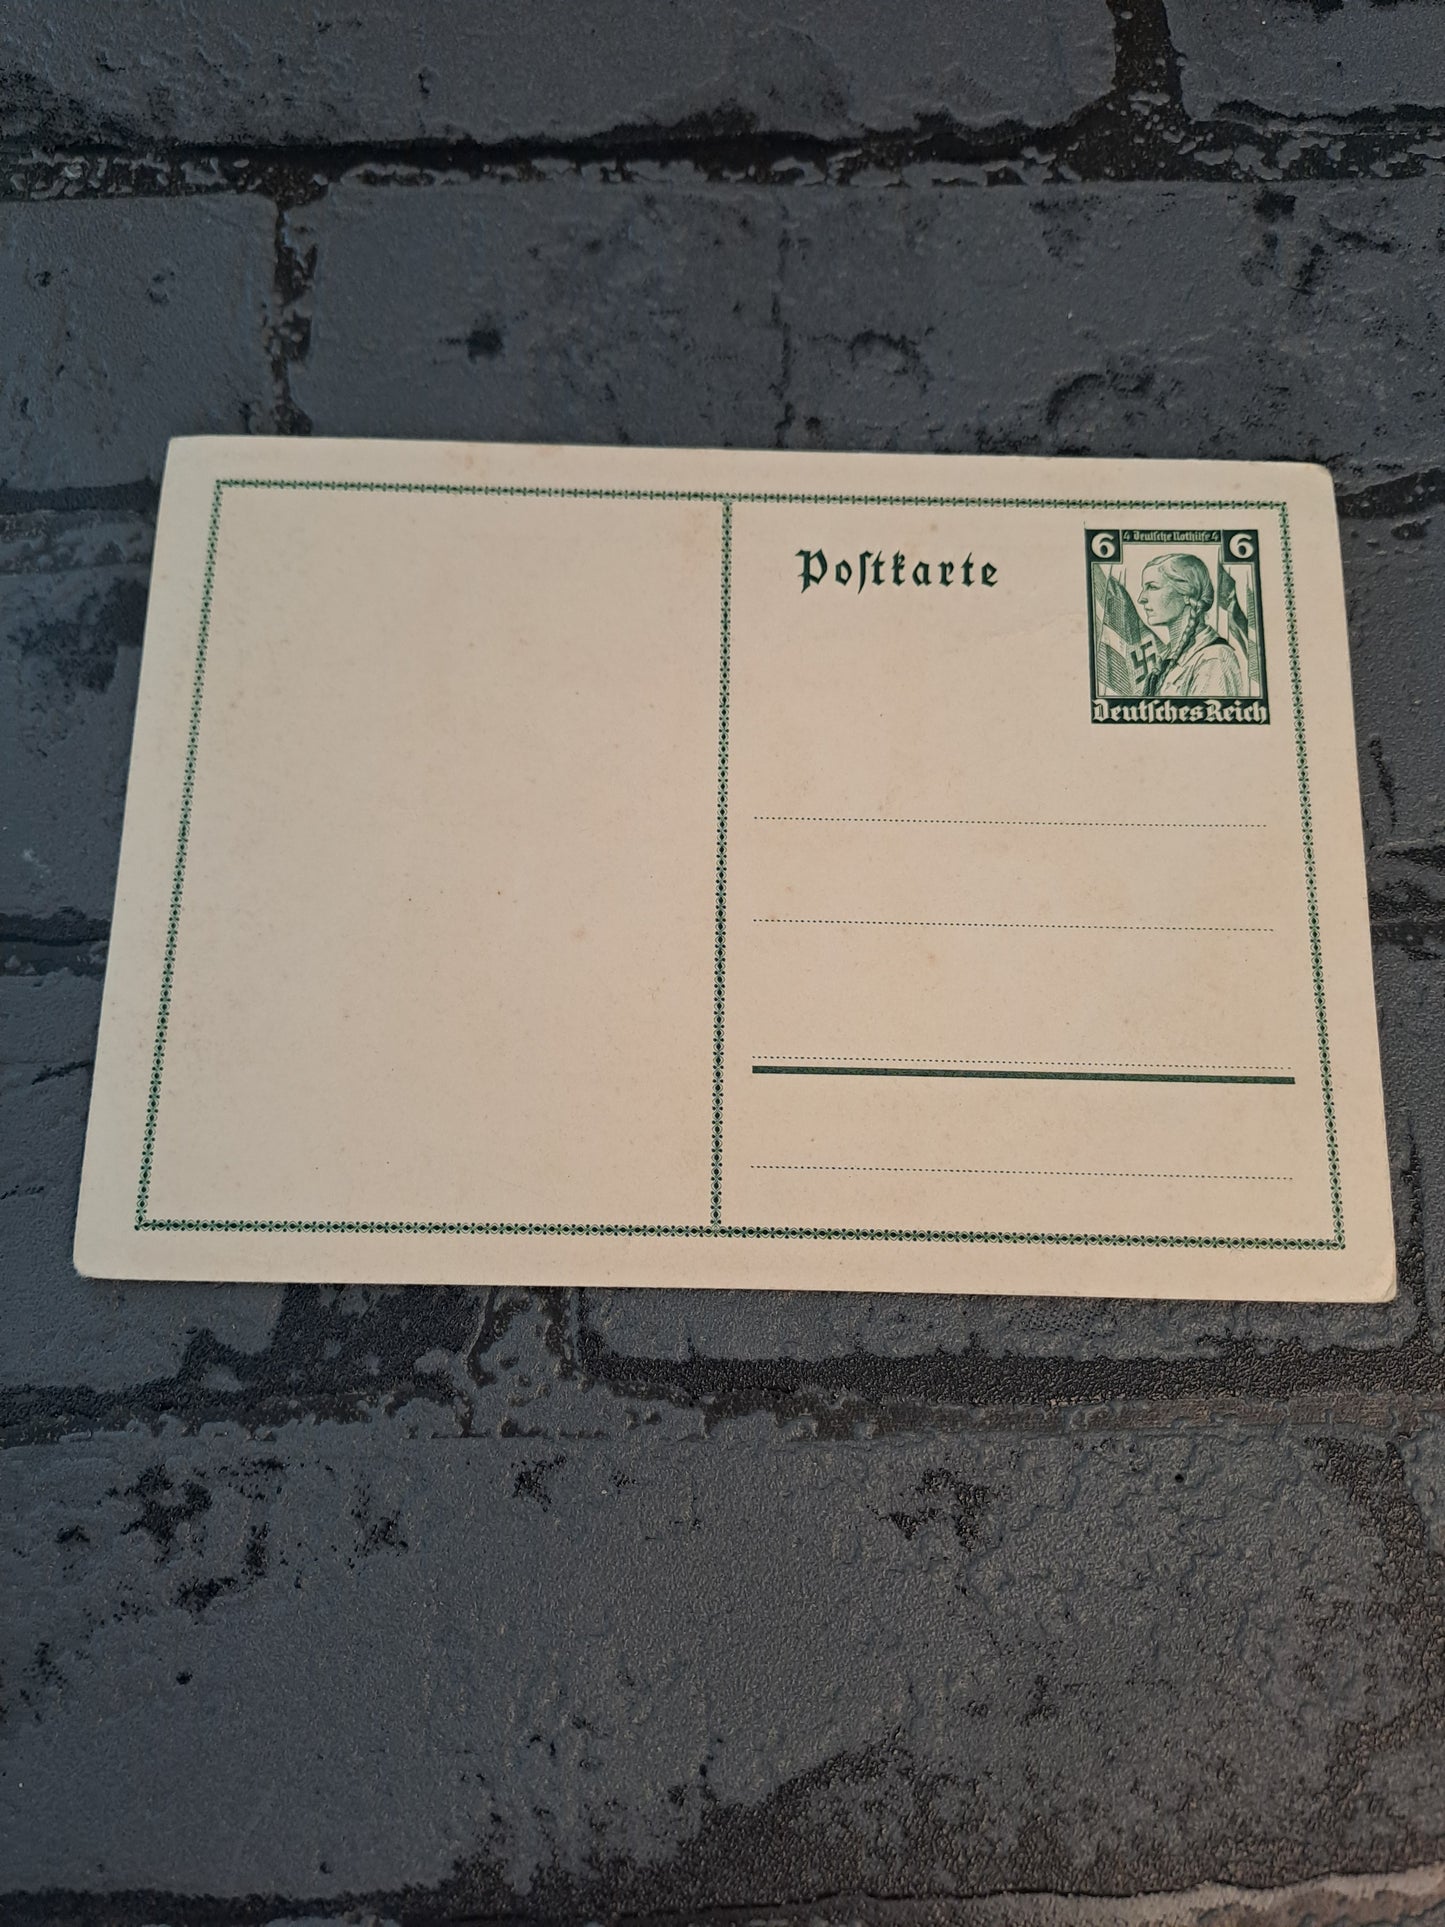 Poſtkarte
6 4 Deutſche Nothilfe 4 6
Deutſches Reich